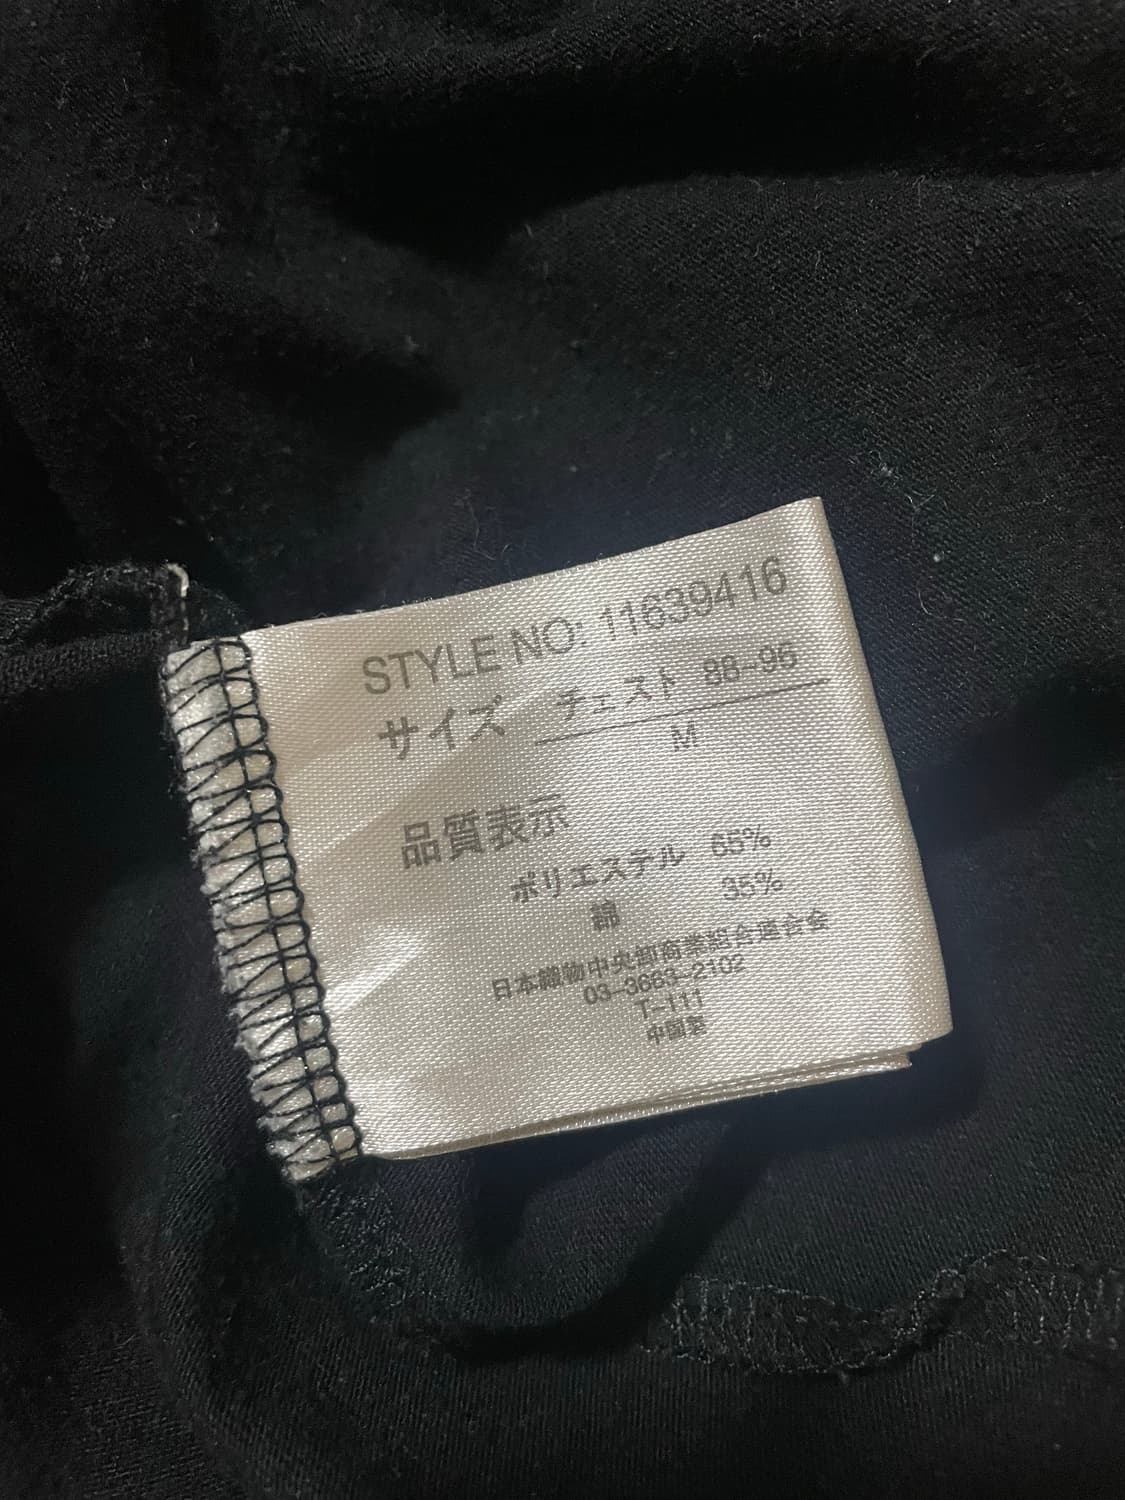 STYLE NO: 11639416
サイズ チェスト 88-96
M
品質表示
ポリエステル 65%
綿 35%
日本織物中央卸商業組合連合会
03-3663-2102
T-111
中国製